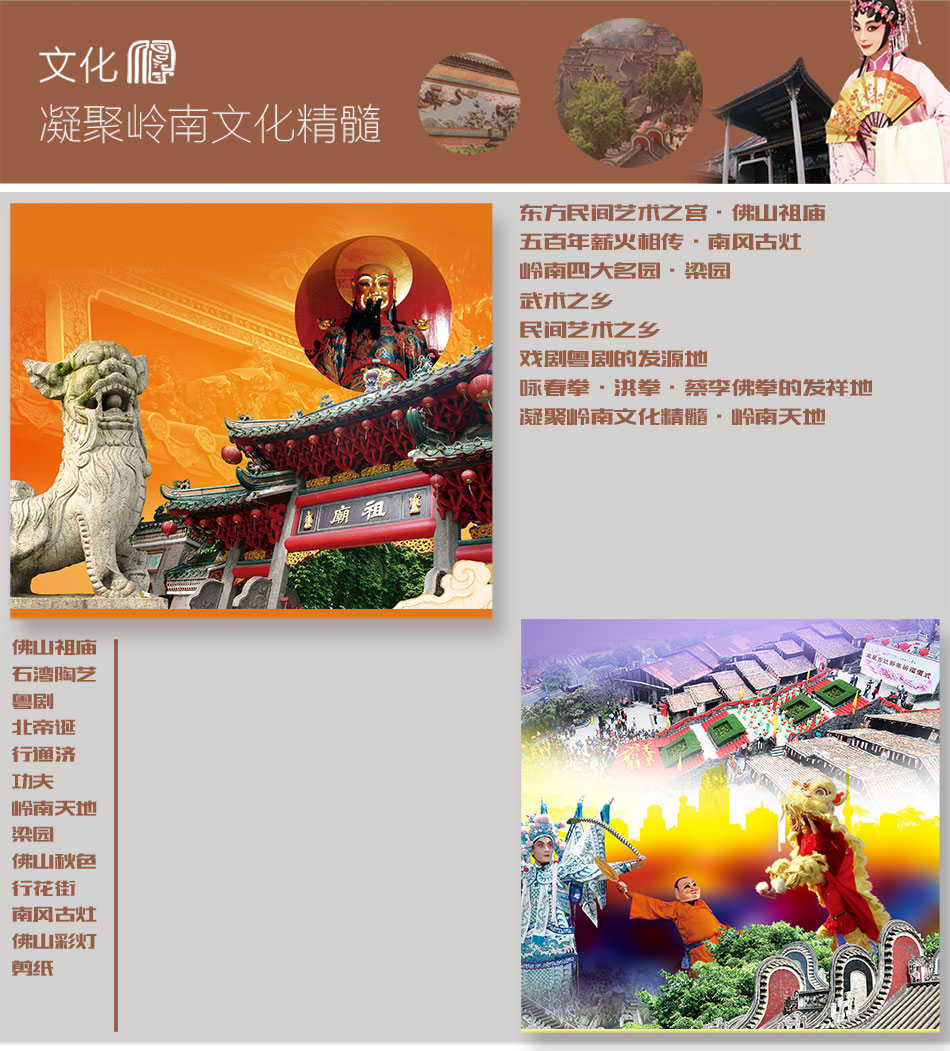 文化佛
凝聚岭南文化精髓
东方民间艺术之宫·佛山祖庙
五百年薪火相传·南风古灶
岭南四大名园·梁园
武术之乡
民间艺术之乡
戏剧粤剧的发源地
咏春拳·洪拳·蔡李佛拳的发祥地
凝聚岭南文化精髓·岭南天地
廟祖
佛山祖庙
石湾陶艺
粤剧
北帝诞
行通济
功夫
岭南天地
梁园
佛山秋色
行花街
南风古灶
佛山彩灯
剪纸